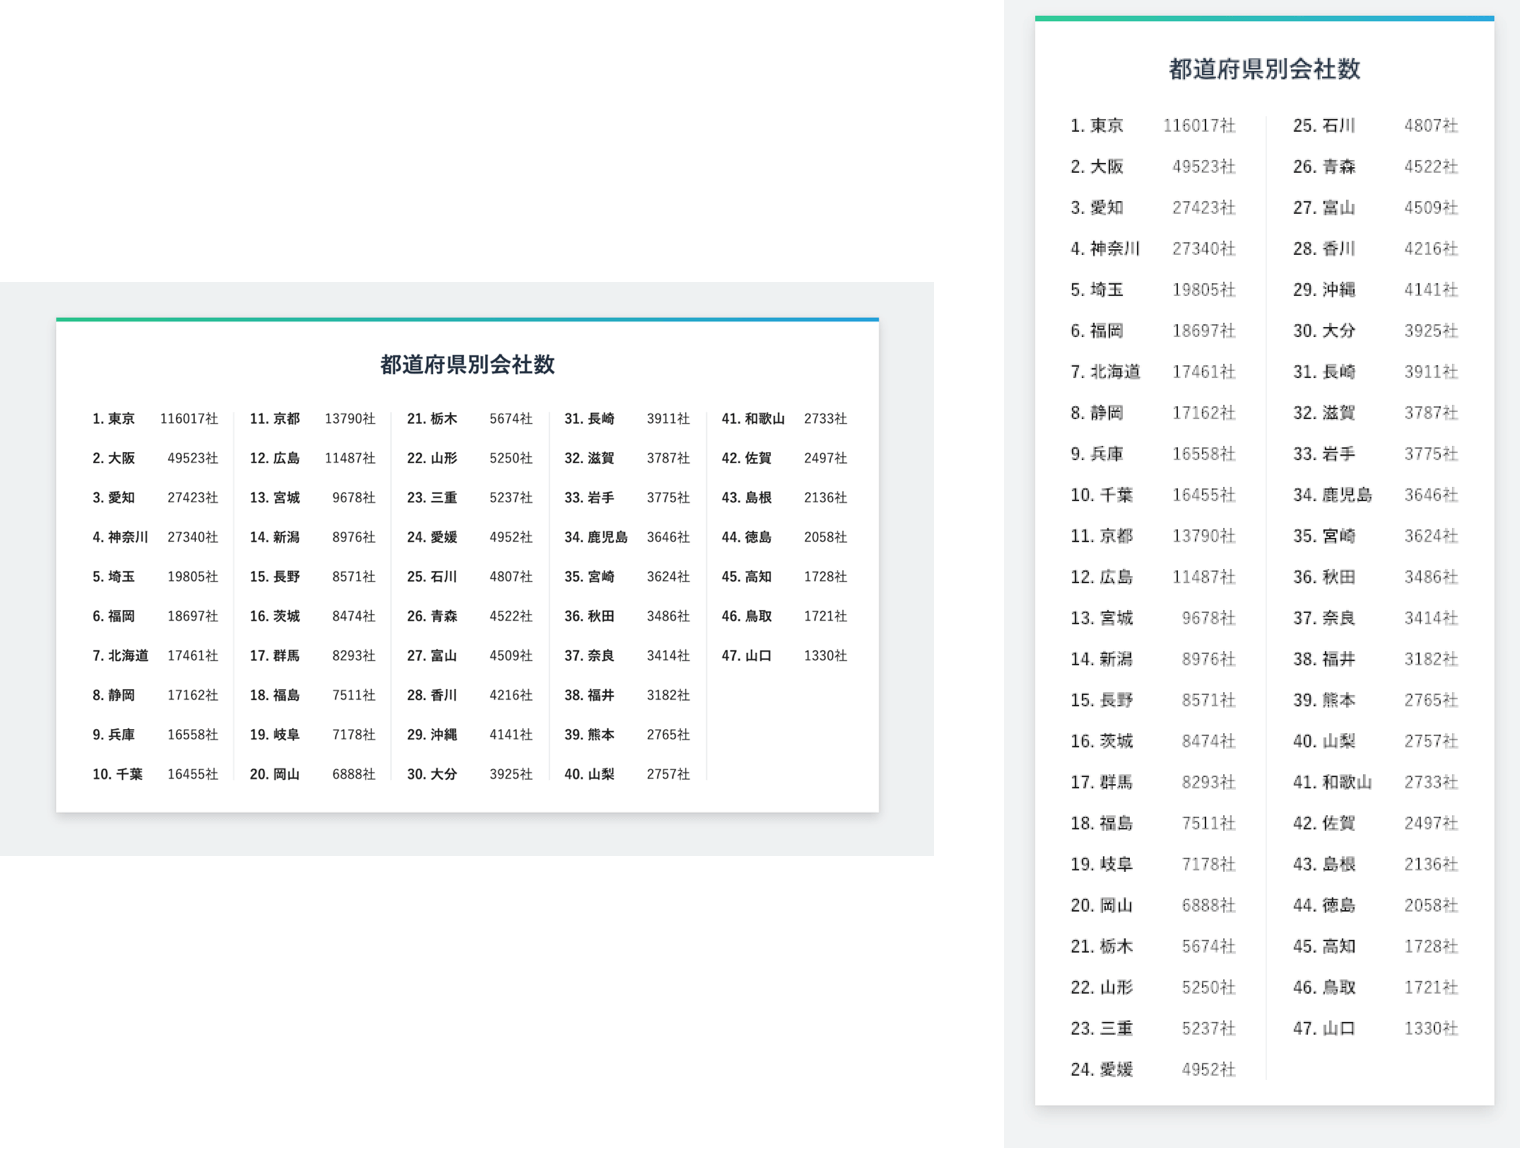 都道府県別会社数
1. 東京 116017社
2. 大阪 49523社
3. 愛知 27423社
4. 神奈川 27340社
5. 埼玉 19805社
6. 福岡 18697社
7. 北海道 17461社
8. 静岡 17162社
9. 兵庫 16558社
10. 千葉 16455社
11. 京都 13790社
12. 広島 11487社
13. 宮城 9678社
14. 新潟 8976社
15. 長野 8571社
16. 茨城 8474社
17. 群馬 8293社
18. 福島 7511社
19. 岐阜 7178社
20. 岡山 6888社
21. 栃木 5674社
22. 山形 5250社
23. 三重 5237社
24. 愛媛 4952社
25. 石川 4807社
26. 青森 4522社
27. 富山 4509社
28. 香川 4216社
29. 沖縄 4141社
30. 大分 3925社
31. 長崎 3911社
32. 滋賀 3787社
33. 岩手 3775社
34. 鹿児島 3646社
35. 宮崎 3624社
36. 秋田 3486社
37. 奈良 3414社
38. 福井 3182社
39. 熊本 2765社
40. 山梨 2757社
41. 和歌山 2733社
42. 佐賀 2497社
43. 島根 2136社
44. 徳島 2058社
45. 高知 1728社
46. 鳥取 1721社
47. 山口 1330社
都道府県別会社数
1. 東京 116017社
2. 大阪 49523社
3. 愛知 27423社
4. 神奈川 27340社
5. 埼玉 19805社
6. 福岡 18697社
7. 北海道 17461社
8. 静岡 17162社
9. 兵庫 16558社
10. 千葉 16455社
11. 京都 13790社
12. 広島 11487社
13. 宮城 9678社
14. 新潟 8976社
15. 長野 8571社
16. 茨城 8474社
17. 群馬 8293社
18. 福島 7511社
19. 岐阜 7178社
20. 岡山 6888社
21. 栃木 5674社
22. 山形 5250社
23. 三重 5237社
24. 愛媛 4952社
25. 石川 4807社
26. 青森 4522社
27. 富山 4509社
28. 香川 4216社
29. 沖縄 4141社
30. 大分 3925社
31. 長崎 3911社
32. 滋賀 3787社
33. 岩手 3775社
34. 鹿児島 3646社
35. 宮崎 3624社
36. 秋田 3486社
37. 奈良 3414社
38. 福井 3182社
39. 熊本 2765社
40. 山梨 2757社
41. 和歌山 2733社
42. 佐賀 2497社
43. 島根 2136社
44. 徳島 2058社
45. 高知 1728社
46. 鳥取 1721社
47. 山口 1330社